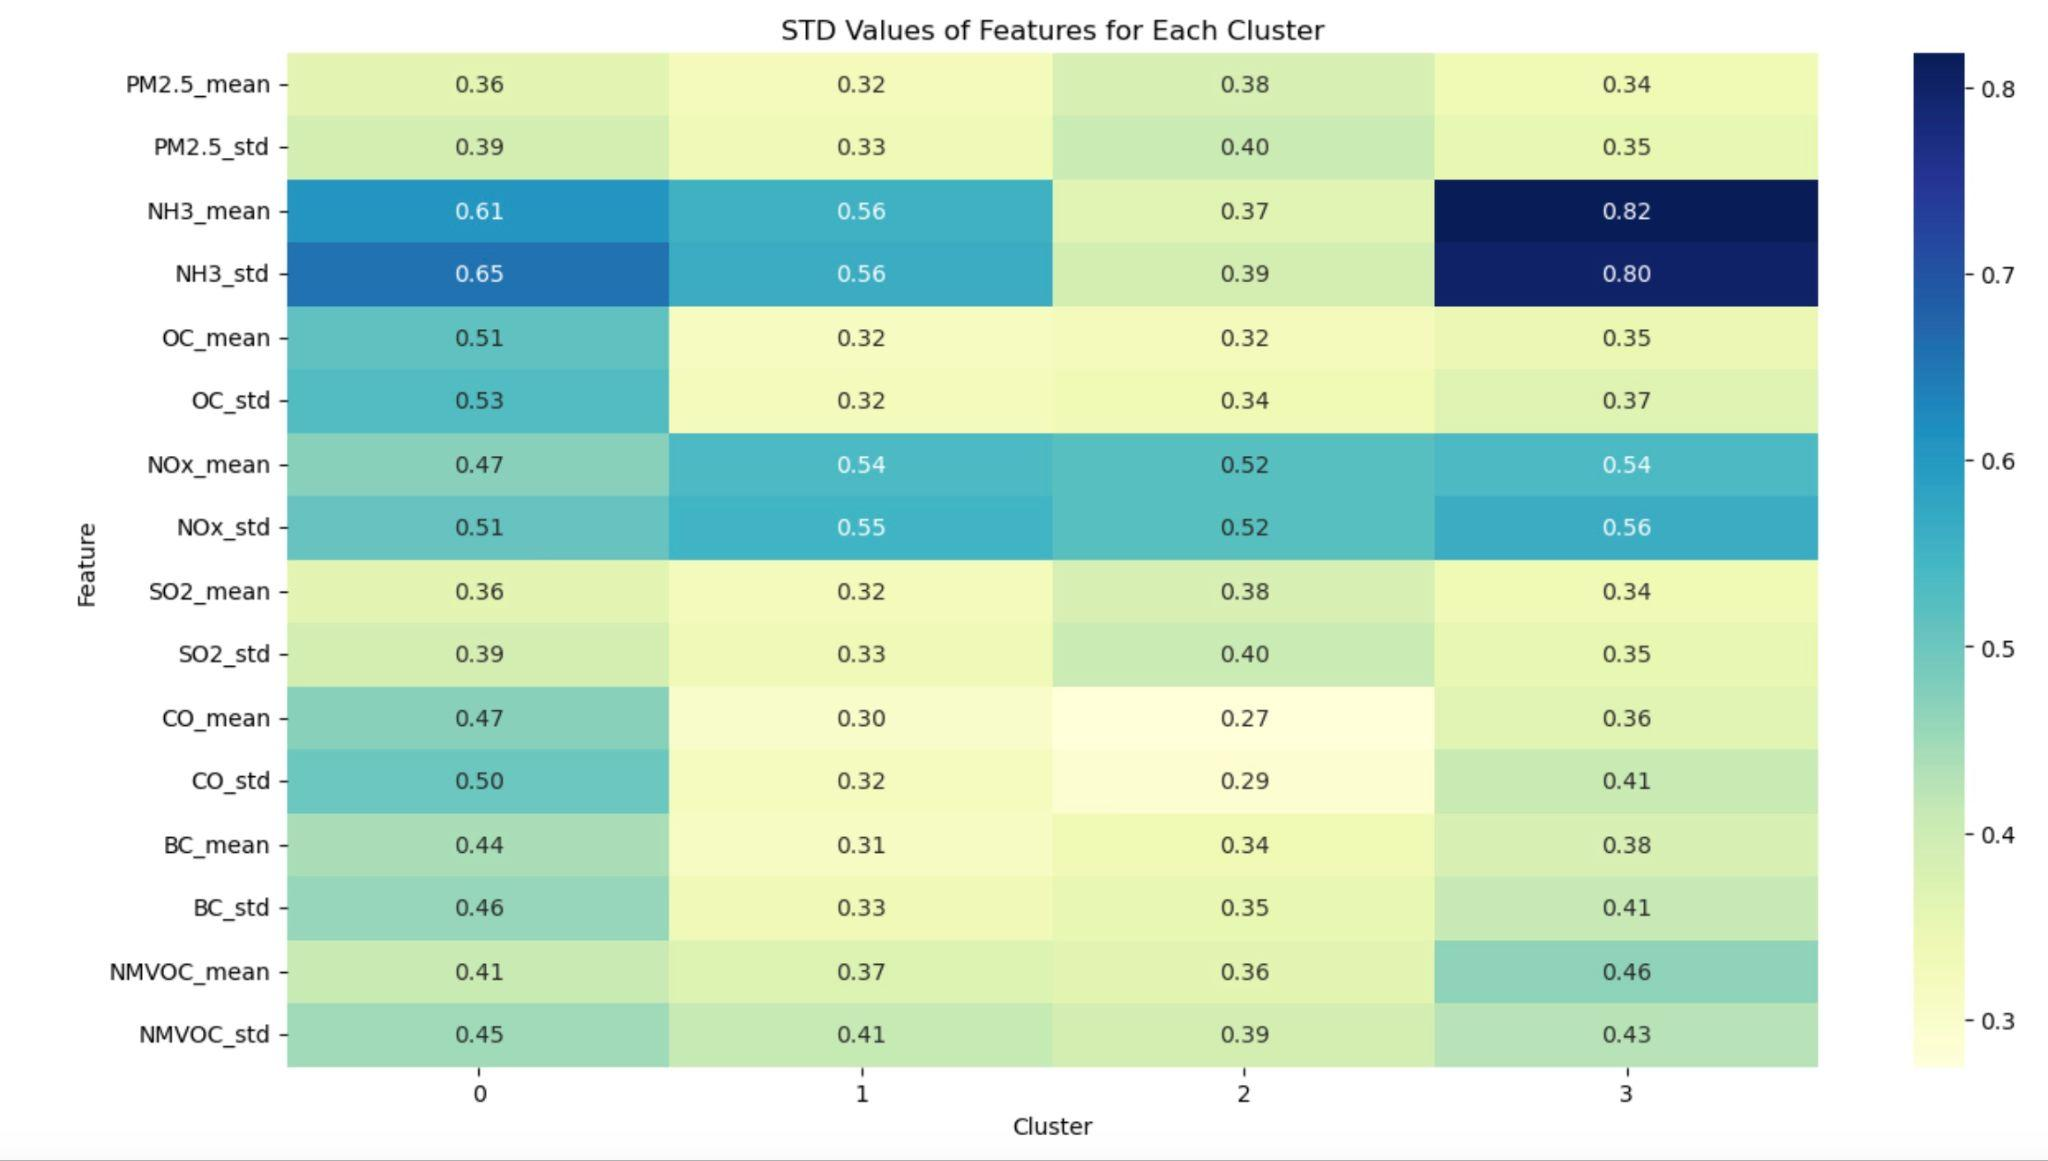 STD Values of Features for Each Cluster
PM2.5_mean 0.36 0.32 0.38 0.34
PM2.5_std 0.39 0.33 0.40 0.35
NH3_mean 0.61 0.56 0.37 0.82
NH3_std 0.65 0.56 0.39 0.80
OC_mean 0.51 0.32 0.32 0.35
OC_std 0.53 0.32 0.34 0.37
NOx_mean 0.47 0.54 0.52 0.54
NOx_std 0.51 0.55 0.52 0.56
SO2_mean 0.36 0.32 0.38 0.34
SO2_std 0.39 0.33 0.40 0.35
CO_mean 0.47 0.30 0.27 0.36
CO_std 0.50 0.32 0.29 0.41
BC_mean 0.44 0.31 0.34 0.38
BC_std 0.46 0.33 0.35 0.41
NMVOC_mean 0.41 0.37 0.36 0.46
NMVOC_std 0.45 0.41 0.39 0.43
0 1 2 3
Cluster
Feature
0.8
0.7
0.6
0.5
0.4
0.3